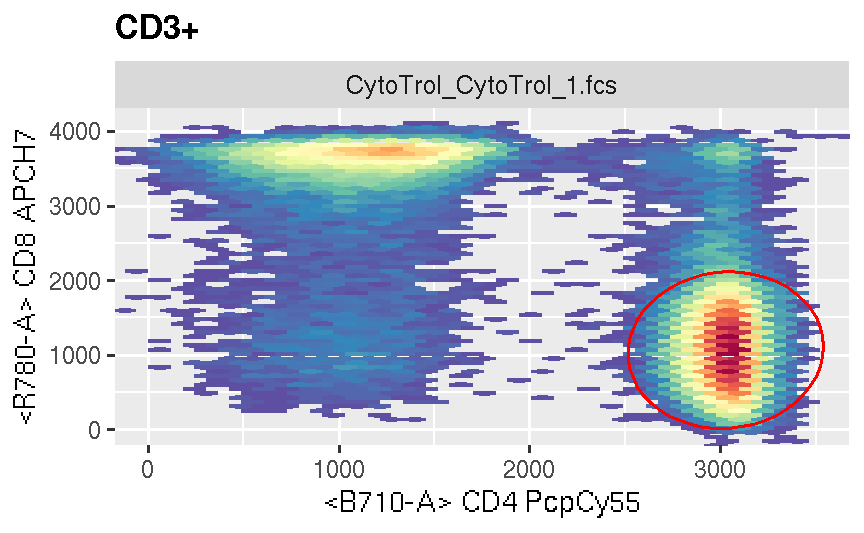 CD3+
CytoTrol_CytoTrol_1.fcs
<R780-A> CD8 APCH7
4000
3000
2000
1000
0
0 1000 2000 3000
<B710-A> CD4 PcpCy55